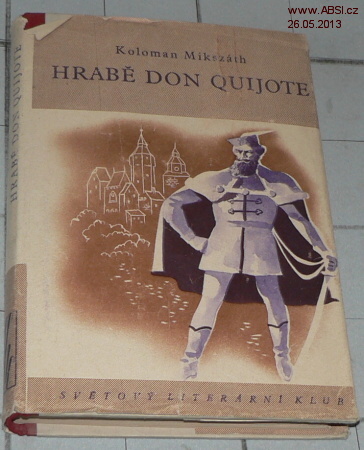 www.ABSI.cz
26.05.2013
Koloman Mikszáth
HRABĚ DON QUIJOTE
HRABĚ DON QUIJOTE
SVĚTOVÝ LITERÁRNÍ KLUB